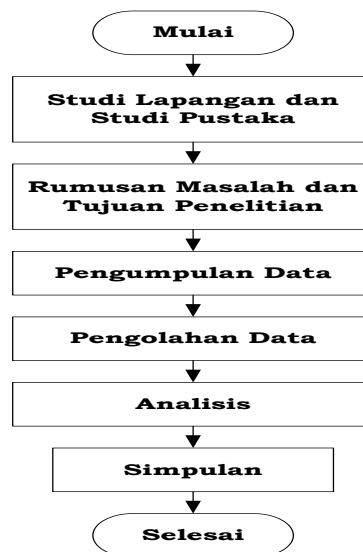 Mulai
Studi Lapangan dan
Studi Pustaka
Rumusan Masalah dan
Tujuan Penelitian
Pengumpulan Data
Pengolahan Data
Analisis
Simpulan
Selesai